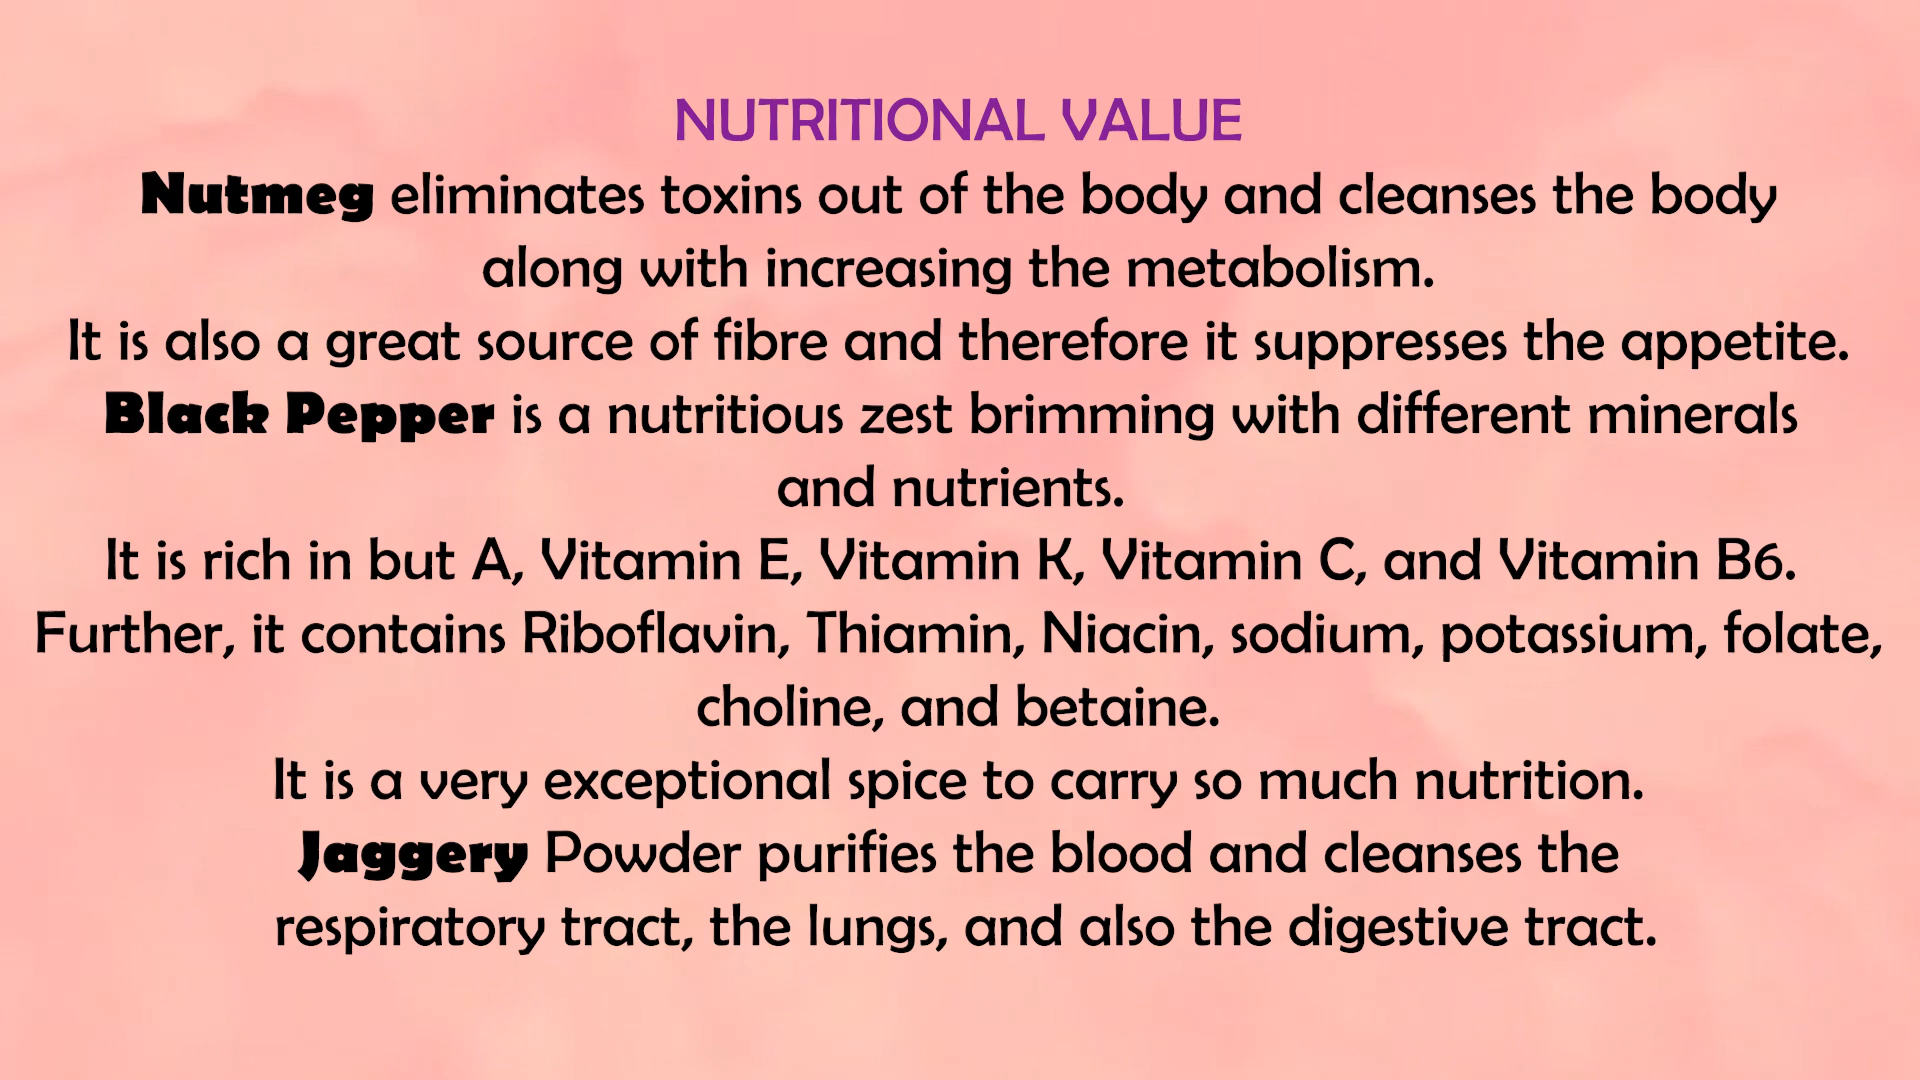 NUTRITIONAL VALUE
Nutmeg eliminates toxins out of the body and cleanses the body
along with increasing the metabolism.
It is also a great source of fibre and therefore it suppresses the appetite.
Black Pepper is a nutritious zest brimming with different minerals
and nutrients.
It is rich in but A, Vitamin E, Vitamin K, Vitamin C, and Vitamin B6.
Further, it contains Riboflavin, Thiamin, Niacin, sodium, potassium, folate,
choline, and betaine.
It is a very exceptional spice to carry so much nutrition.
Jaggery Powder purifies the blood and cleanses the
respiratory tract, the lungs, and also the digestive tract.